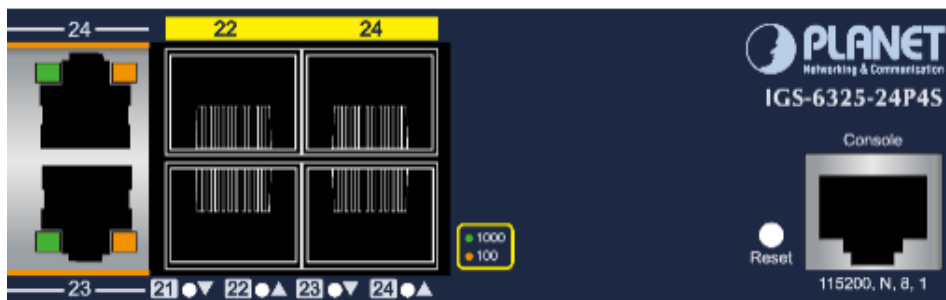 24
22 24
PLANET
Networking & Communication
IGS-6325-24P4S
Console
1000
100
Reset
23
21 22 23 24
115200, N, 8, 1